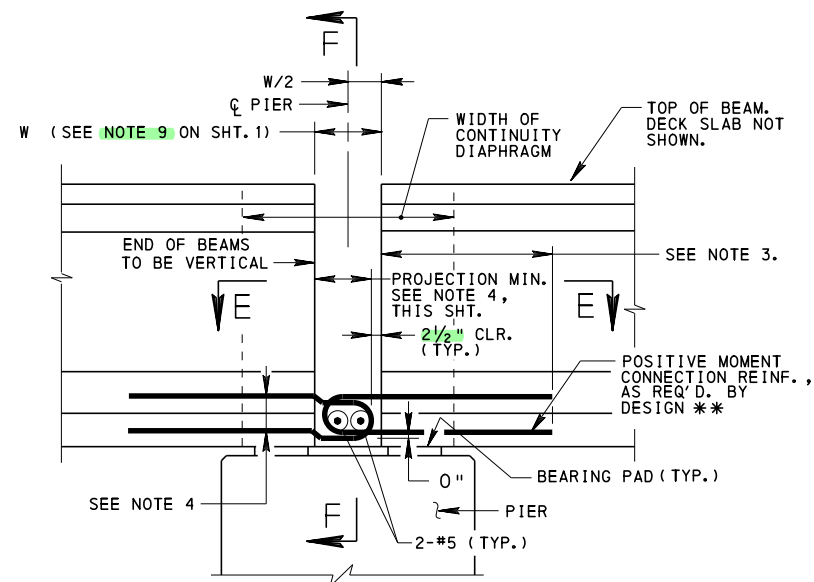 F
W/2
℄ PIER
W (SEE NOTE 9 ON SHT. 1)
WIDTH OF
CONTINUITY
DIAPHRAGM
TOP OF BEAM.
DECK SLAB NOT
SHOWN.
END OF BEAMS
TO BE VERTICAL
SEE NOTE 3.
PROJECTION MIN.
SEE NOTE 4,
THIS SHT.
E
E
2½" CLR.
(TYP.)
POSITIVE MOMENT
CONNECTION REINF.,
AS REQ'D. BY
DESIGN **
0"
BEARING PAD (TYP.)
SEE NOTE 4
F
PIER
2-#5 (TYP.)